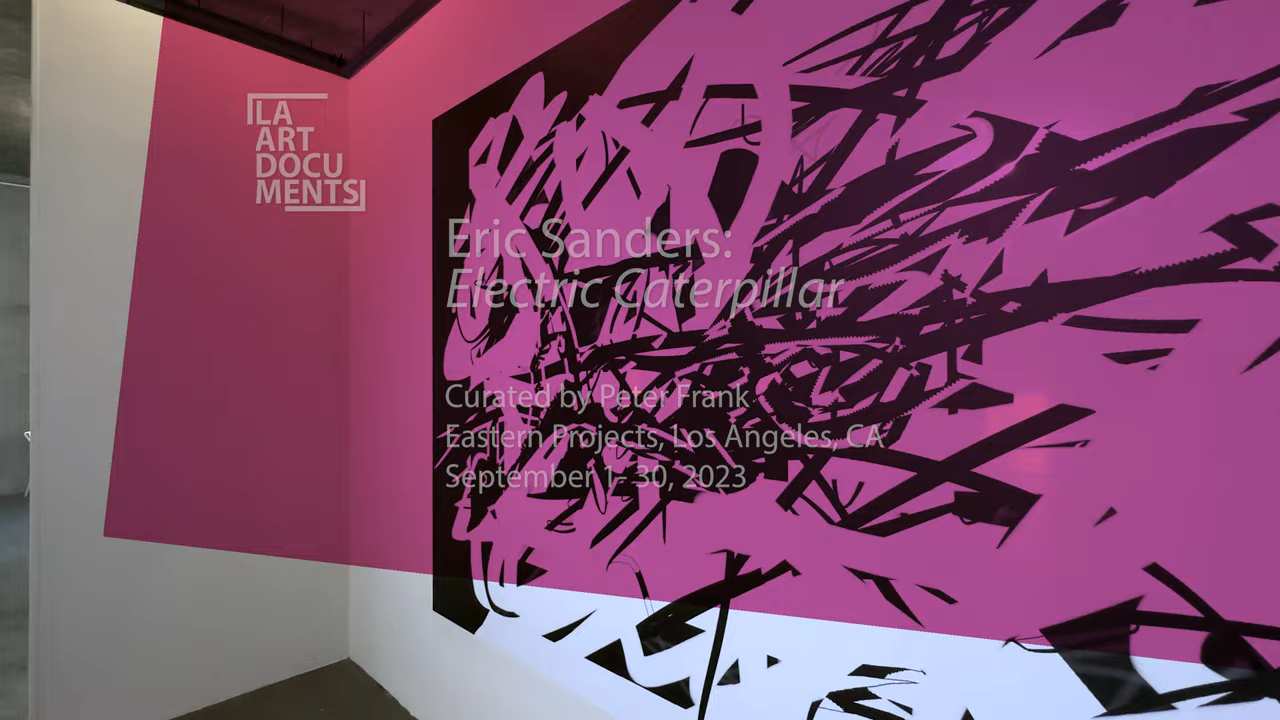 LA
ART
DOCU
MENTS
Eric Sanders:
Electric Caterpillar
Curated by Peter Frank
Eastern Projects, Los Angeles, CA
September 1- 30, 2023